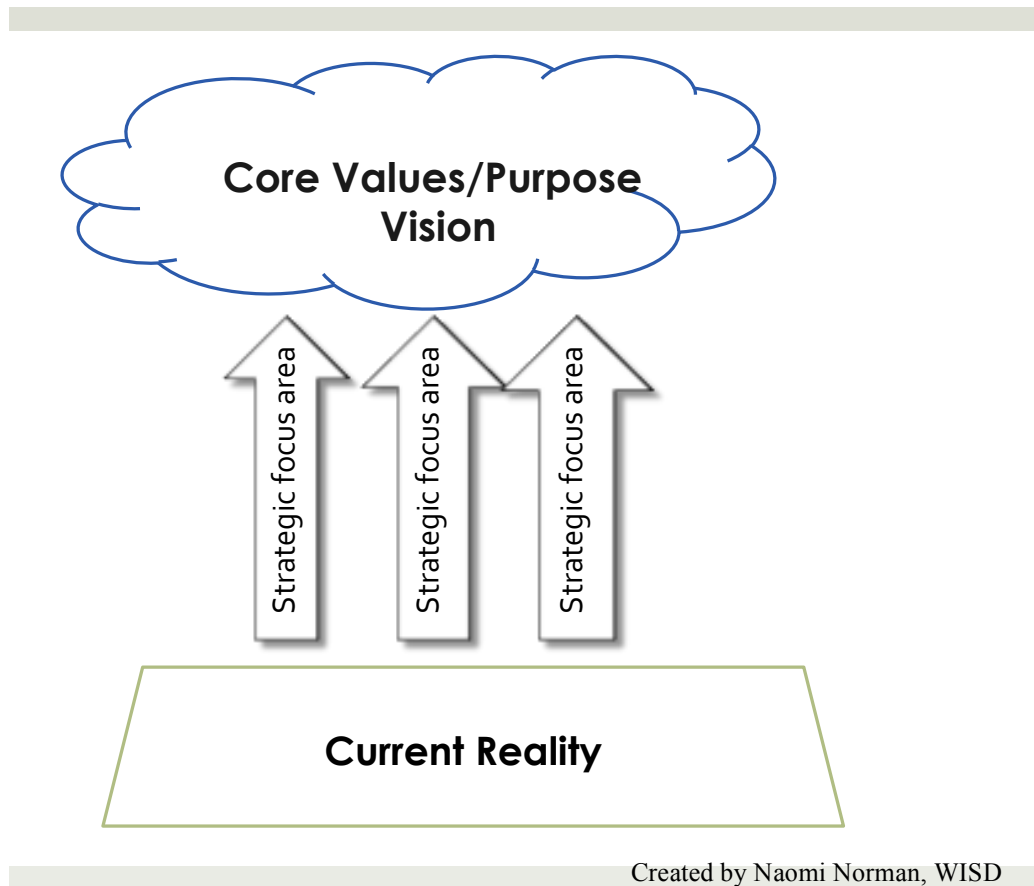 Core Values/Purpose
Vision
Strategic focus area
Strategic focus area
Strategic focus area
Current Reality
Created by Naomi Norman, WISD